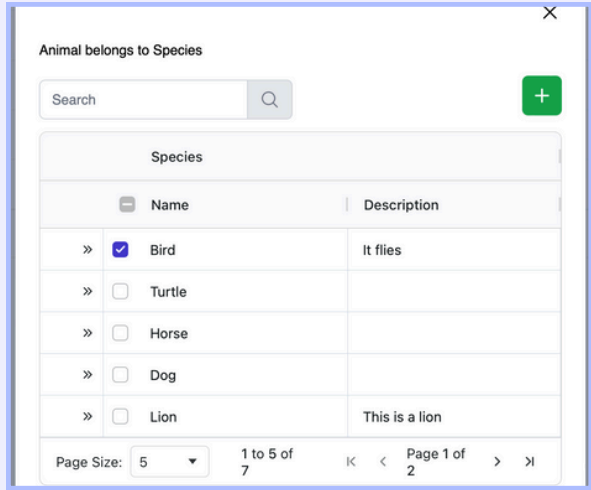 Animal belongs to Species
Search
Species
Name Description
Bird It flies
Turtle
Horse
Dog
Lion This is a lion
Page Size: 5 1 to 5 of 7 Page 1 of 2